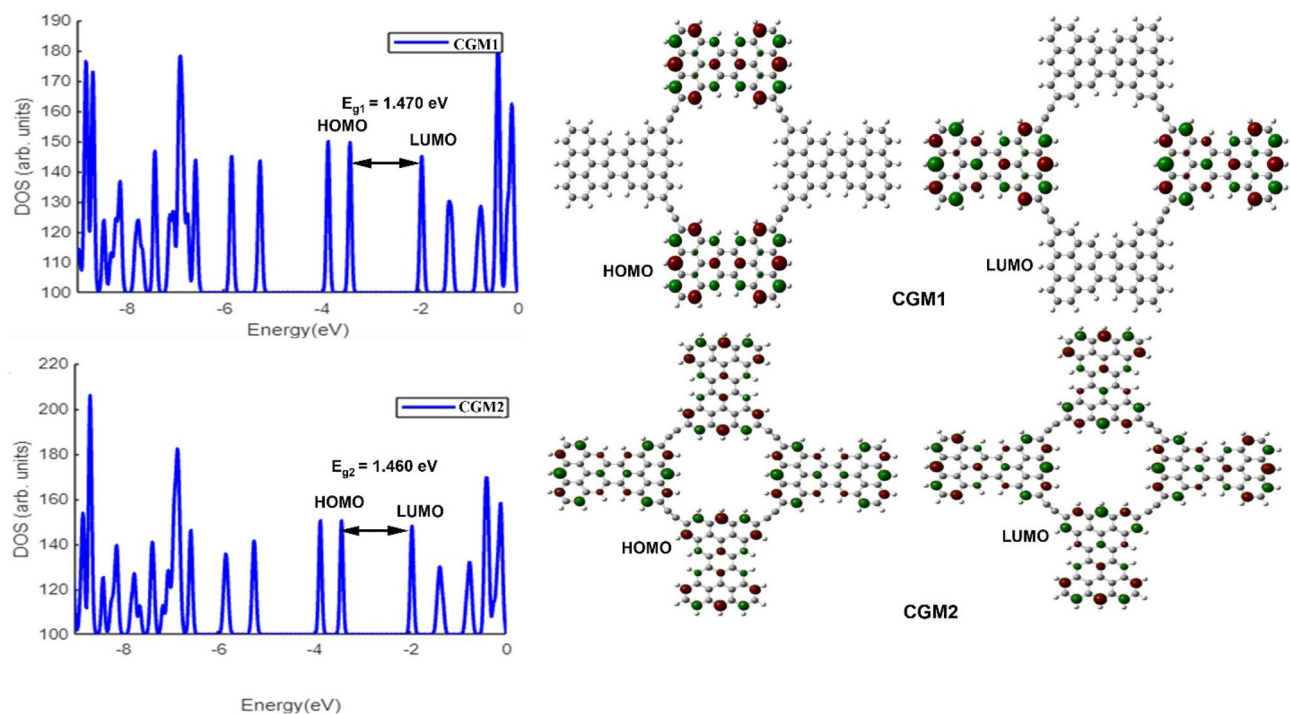 190
180
170
160
150
140
130
120
110
100
DOS (arb. units)
CGM1
E_g1 = 1.470 eV
HOMO
LUMO
-8
-6
-4
-2
0
Energy(eV)
HOMO
LUMO
CGM1
220
200
180
160
140
120
100
DOS (arb. units)
CGM2
E_g2 = 1.460 eV
HOMO
LUMO
-8
-6
-4
-2
0
Energy(eV)
HOMO
LUMO
CGM2